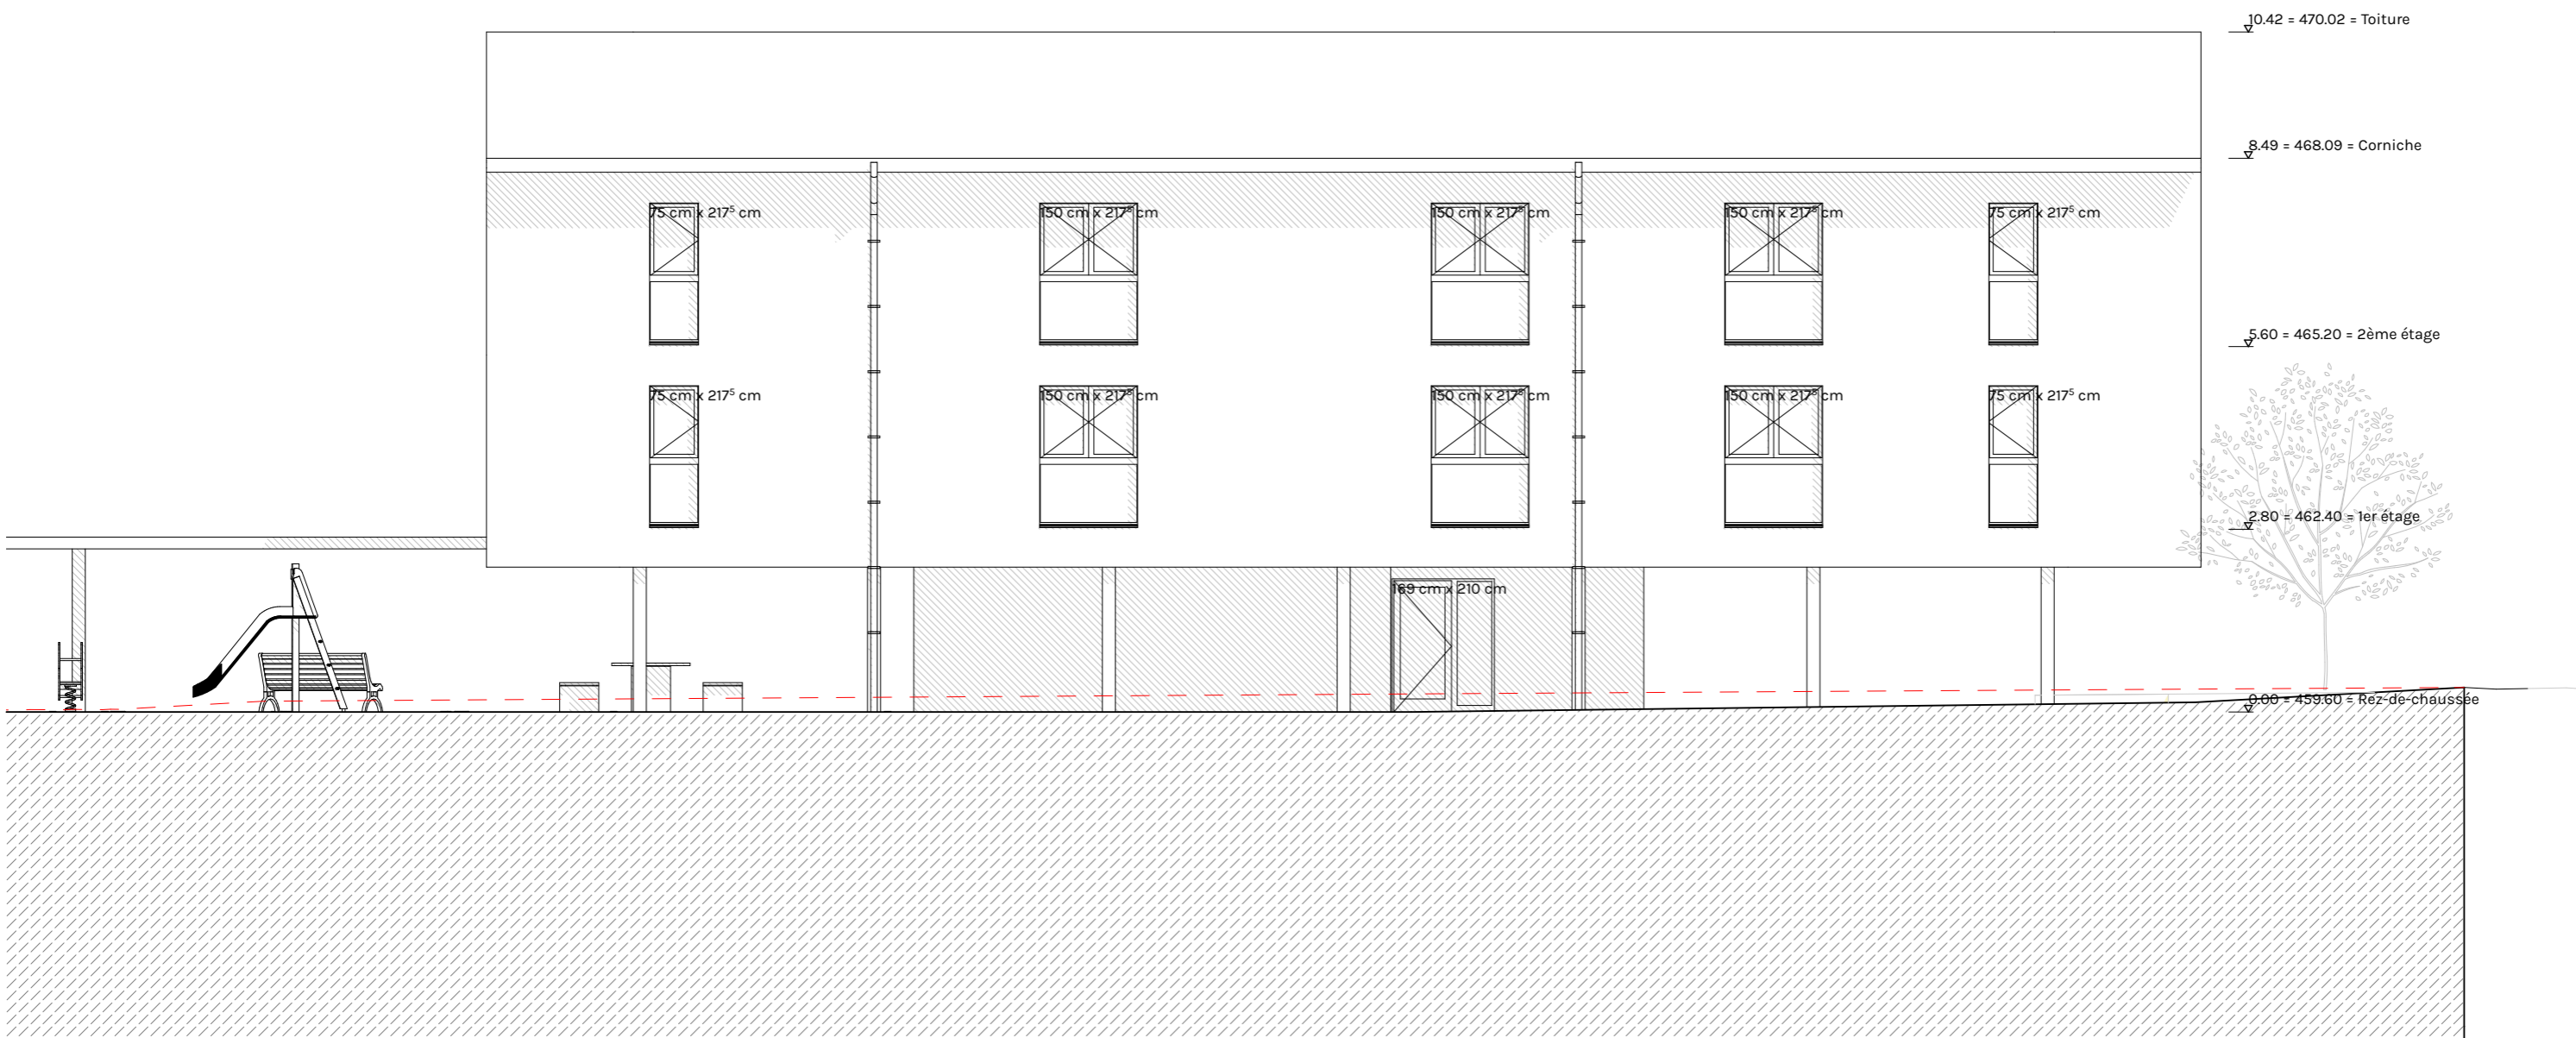 10.42 = 470.02 = Toiture
8.49 = 468.09 = Corniche
75 cm x 217⁵ cm
150 cm x 217⁵ cm
150 cm x 217⁵ cm
150 cm x 217⁵ cm
75 cm x 217⁵ cm
5.60 = 465.20 = 2ème étage
75 cm x 217⁵ cm
150 cm x 217⁵ cm
150 cm x 217⁵ cm
150 cm x 217⁵ cm
75 cm x 217⁵ cm
2.80 = 462.40 = 1er étage
169 cm x 210 cm
0.00 = 459.60 = Rez-de-chaussée